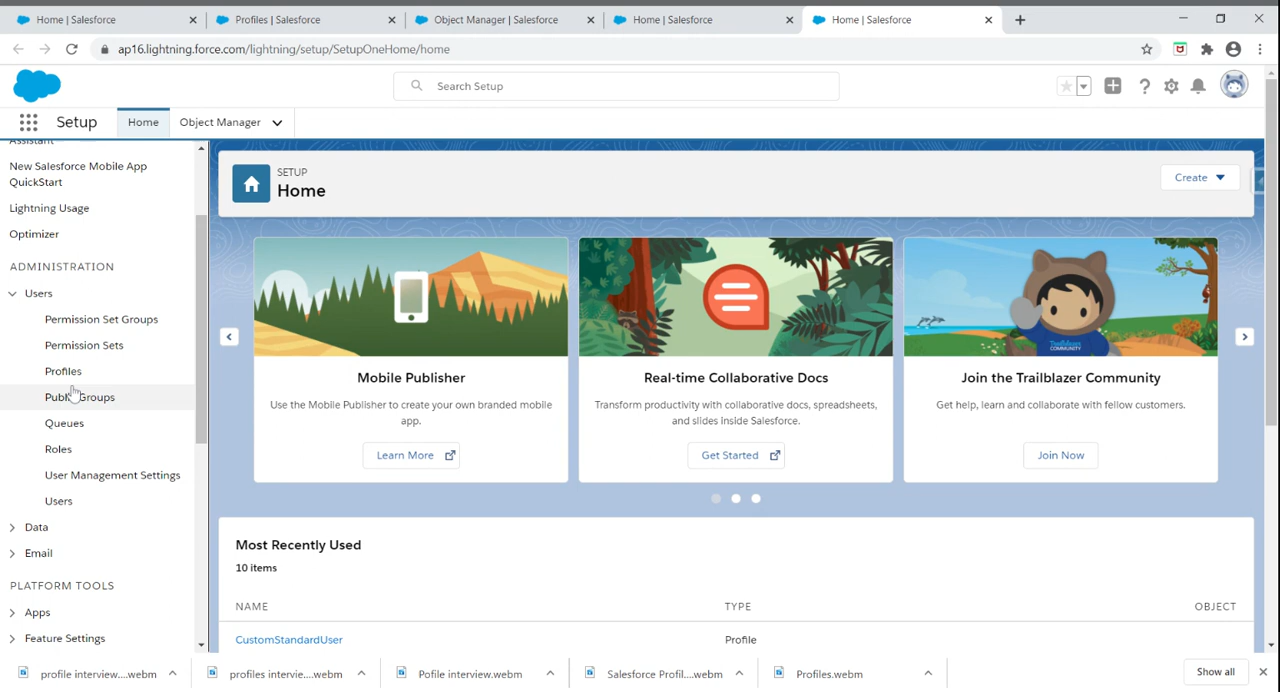 Home | Salesforce
Profiles | Salesforce
Object Manager | Salesforce
Home | Salesforce
Home | Salesforce
ap16.lightning.force.com/lightning/setup/SetupOneHome/home
Search Setup
Setup
Home
Object Manager
Assistant
New Salesforce Mobile App
QuickStart
Lightning Usage
Optimizer
ADMINISTRATION
Users
Permission Set Groups
Permission Sets
Profiles
Public Groups
Queues
Roles
User Management Settings
Users
Data
Email
PLATFORM TOOLS
Apps
Feature Settings
SETUP
Home
Create
Mobile Publisher
Use the Mobile Publisher to create your own branded mobile
app.
Learn More
Real-time Collaborative Docs
Transform productivity with collaborative docs, spreadsheets,
and slides inside Salesforce.
Get Started
TRAILBLAZER
COMMUNITY
Join the Trailblazer Community
Get help, learn and collaborate with fellow customers.
Join Now
Most Recently Used
10 items
NAME TYPE OBJECT
CustomStandardUser Profile
profile interview....webm
profiles intervie....webm
Pofile interview.webm
Salesforce Profil....webm
Profiles.webm
Show all